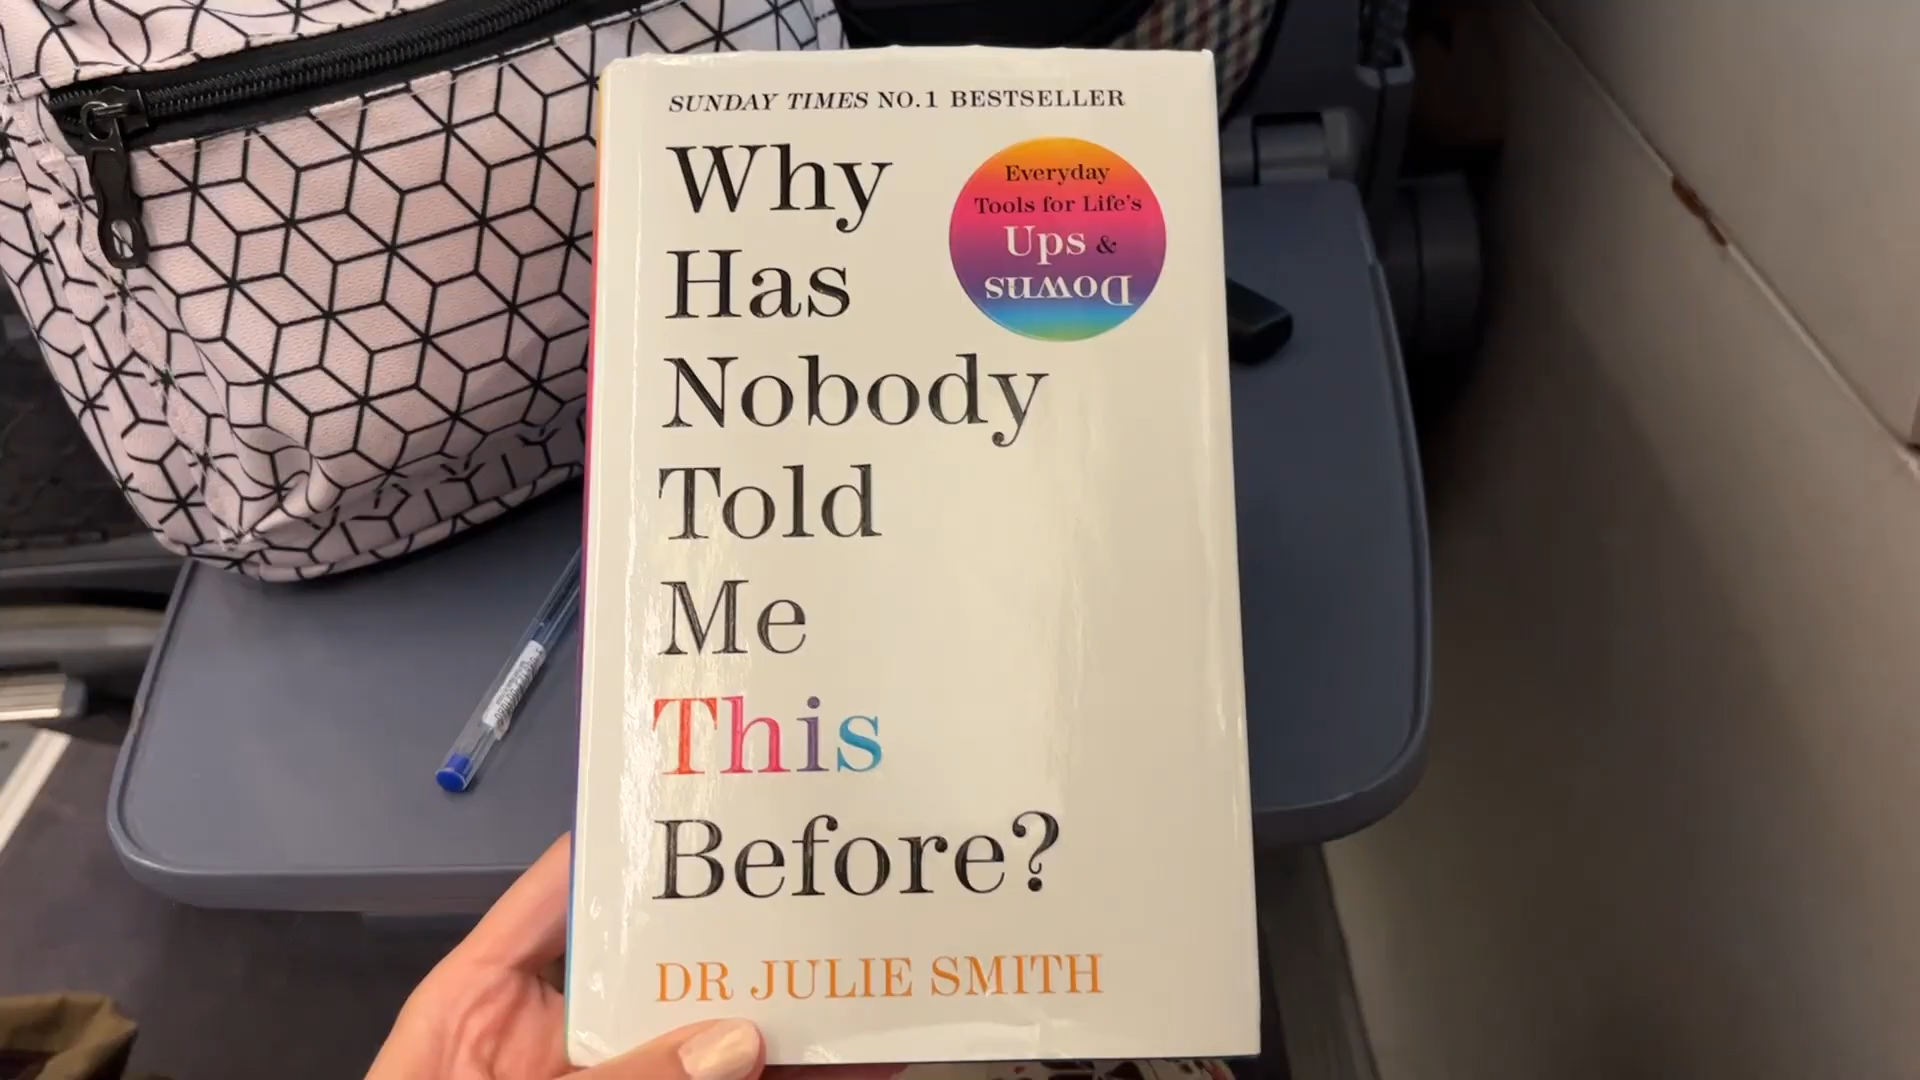 SUNDAY TIMES NO.1 BESTSELLER
Why
Has
Nobody
Told
Me
This
Before?
Everyday
Tools for Life's
Ups &
Downs
DR JULIE SMITH